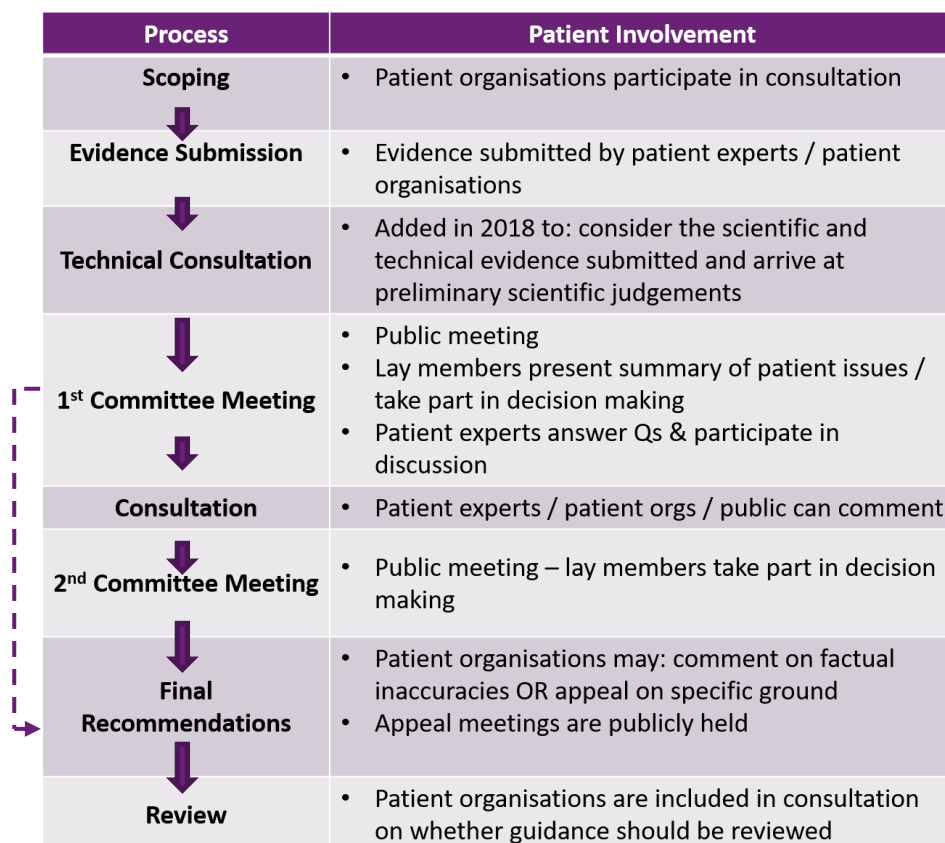 Process
Patient Involvement
Scoping
• Patient organisations participate in consultation
Evidence Submission
• Evidence submitted by patient experts / patient
organisations
Technical Consultation
• Added in 2018 to: consider the scientific and
technical evidence submitted and arrive at
preliminary scientific judgements
1st Committee Meeting
• Public meeting
• Lay members present summary of patient issues /
take part in decision making
• Patient experts answer Qs & participate in
discussion
Consultation
• Patient experts / patient orgs / public can comment
2nd Committee Meeting
• Public meeting – lay members take part in decision
making
Final
Recommendations
• Patient organisations may: comment on factual
inaccuracies OR appeal on specific ground
• Appeal meetings are publicly held
Review
• Patient organisations are included in consultation
on whether guidance should be reviewed